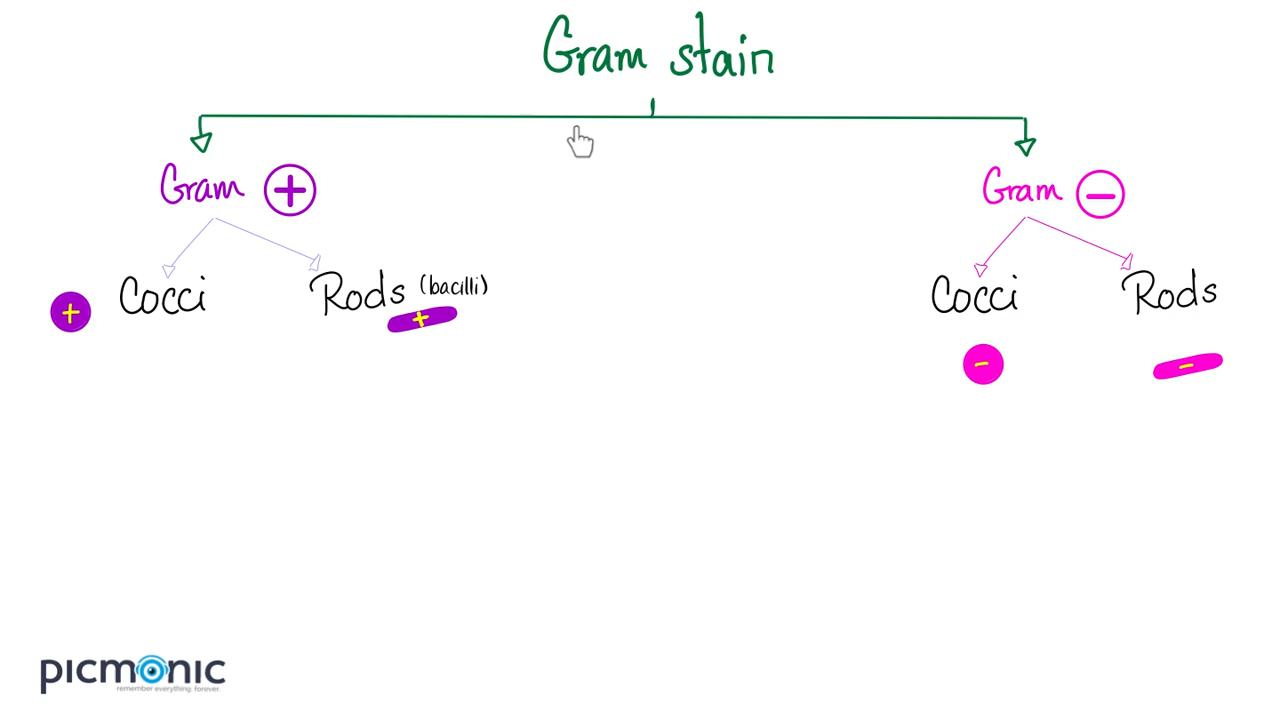 Gram stain
Gram +
Gram −
Cocci
Rods (bacilli)
Cocci
Rods
+
+
-
-
picmonic
remember everything. forever.